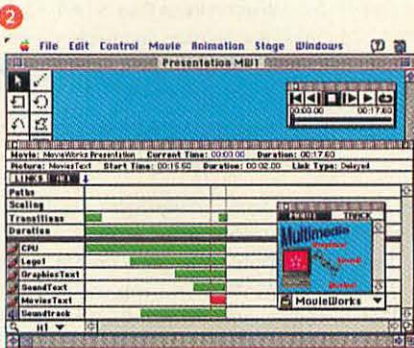 2
File Edit Control Movie Animation Stage Windows
Presentation MW1
00:00.00 00:17.60
Movie: MovieWorks Presentation Current Time: 00:00.00 Duration: 00:17.60
Picture: MoviesText Start Time: 00:15.60 Duration: 00:02.00 Link Type: Delayed
LINKS
Paths
Scaling
Transitions
Duration
TRACK
CPU
Multimedia
Logo1
GraphicsText
SoundText
MoviesText
MovieWorks
Soundtrack
H1